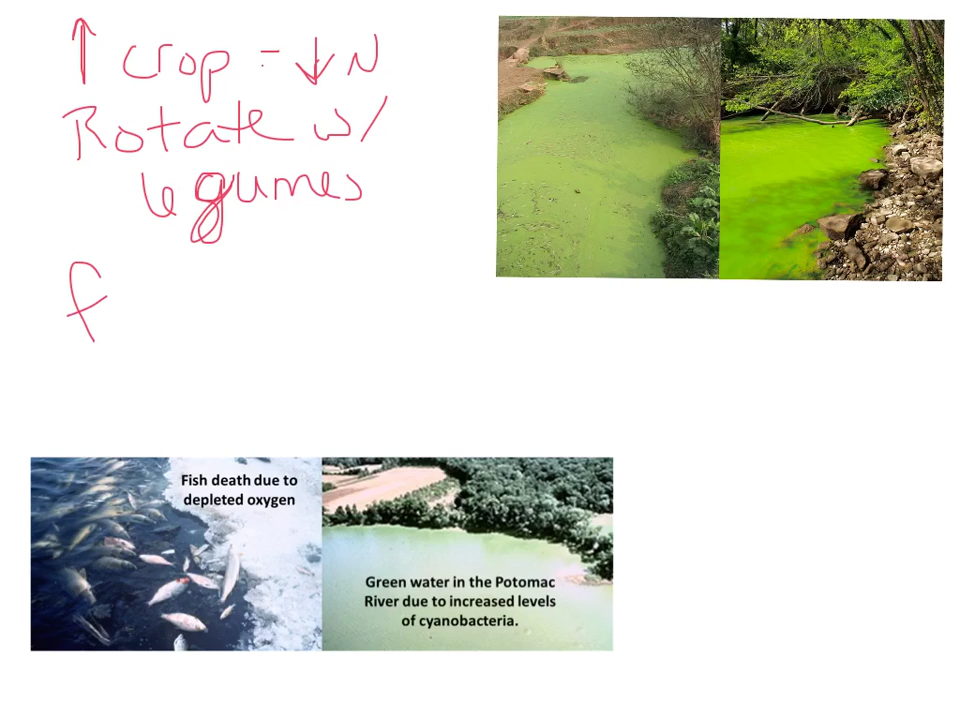 ↑ crop = ↓ N
Rotate w/
legumes
f
Fish death due to
depleted oxygen
Green water in the Potomac
River due to increased levels
of cyanobacteria.